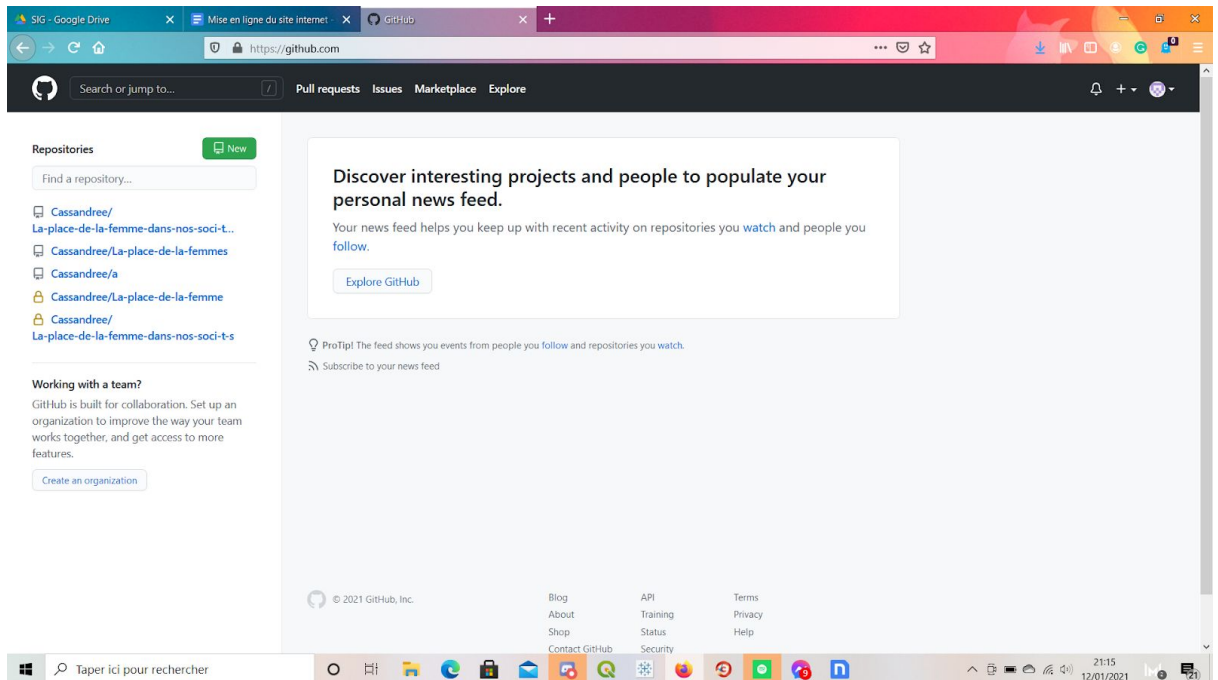 SIG - Google Drive
Mise en ligne du site internet -
GitHub
https://github.com
Search or jump to...
/
Pull requests Issues Marketplace Explore
Repositories
New
Find a repository...
Cassandree/
La-place-de-la-femme-dans-nos-soci-t...
Cassandree/La-place-de-la-femmes
Cassandree/a
Cassandree/La-place-de-la-femme
Cassandree/
La-place-de-la-femme-dans-nos-soci-t-s
Working with a team?
GitHub is built for collaboration. Set up an
organization to improve the way your team
works together, and get access to more
features.
Create an organization
Discover interesting projects and people to populate your
personal news feed.
Your news feed helps you keep up with recent activity on repositories you watch and people you
follow.
Explore GitHub
ProTip! The feed shows you events from people you follow and repositories you watch.
Subscribe to your news feed
© 2021 GitHub, Inc.
Blog API Terms
About Training Privacy
Shop Status Help
Contact GitHub Security
Taper ici pour rechercher
21:15
12/01/2021